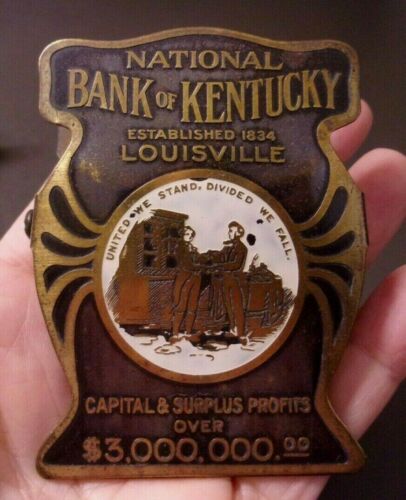 NATIONAL
BANK OF KENTUCKY
ESTABLISHED 1834
LOUISVILLE
UNITED WE STAND, DIVIDED WE FALL.
CAPITAL & SURPLUS PROFITS
OVER
$3,000,000.00